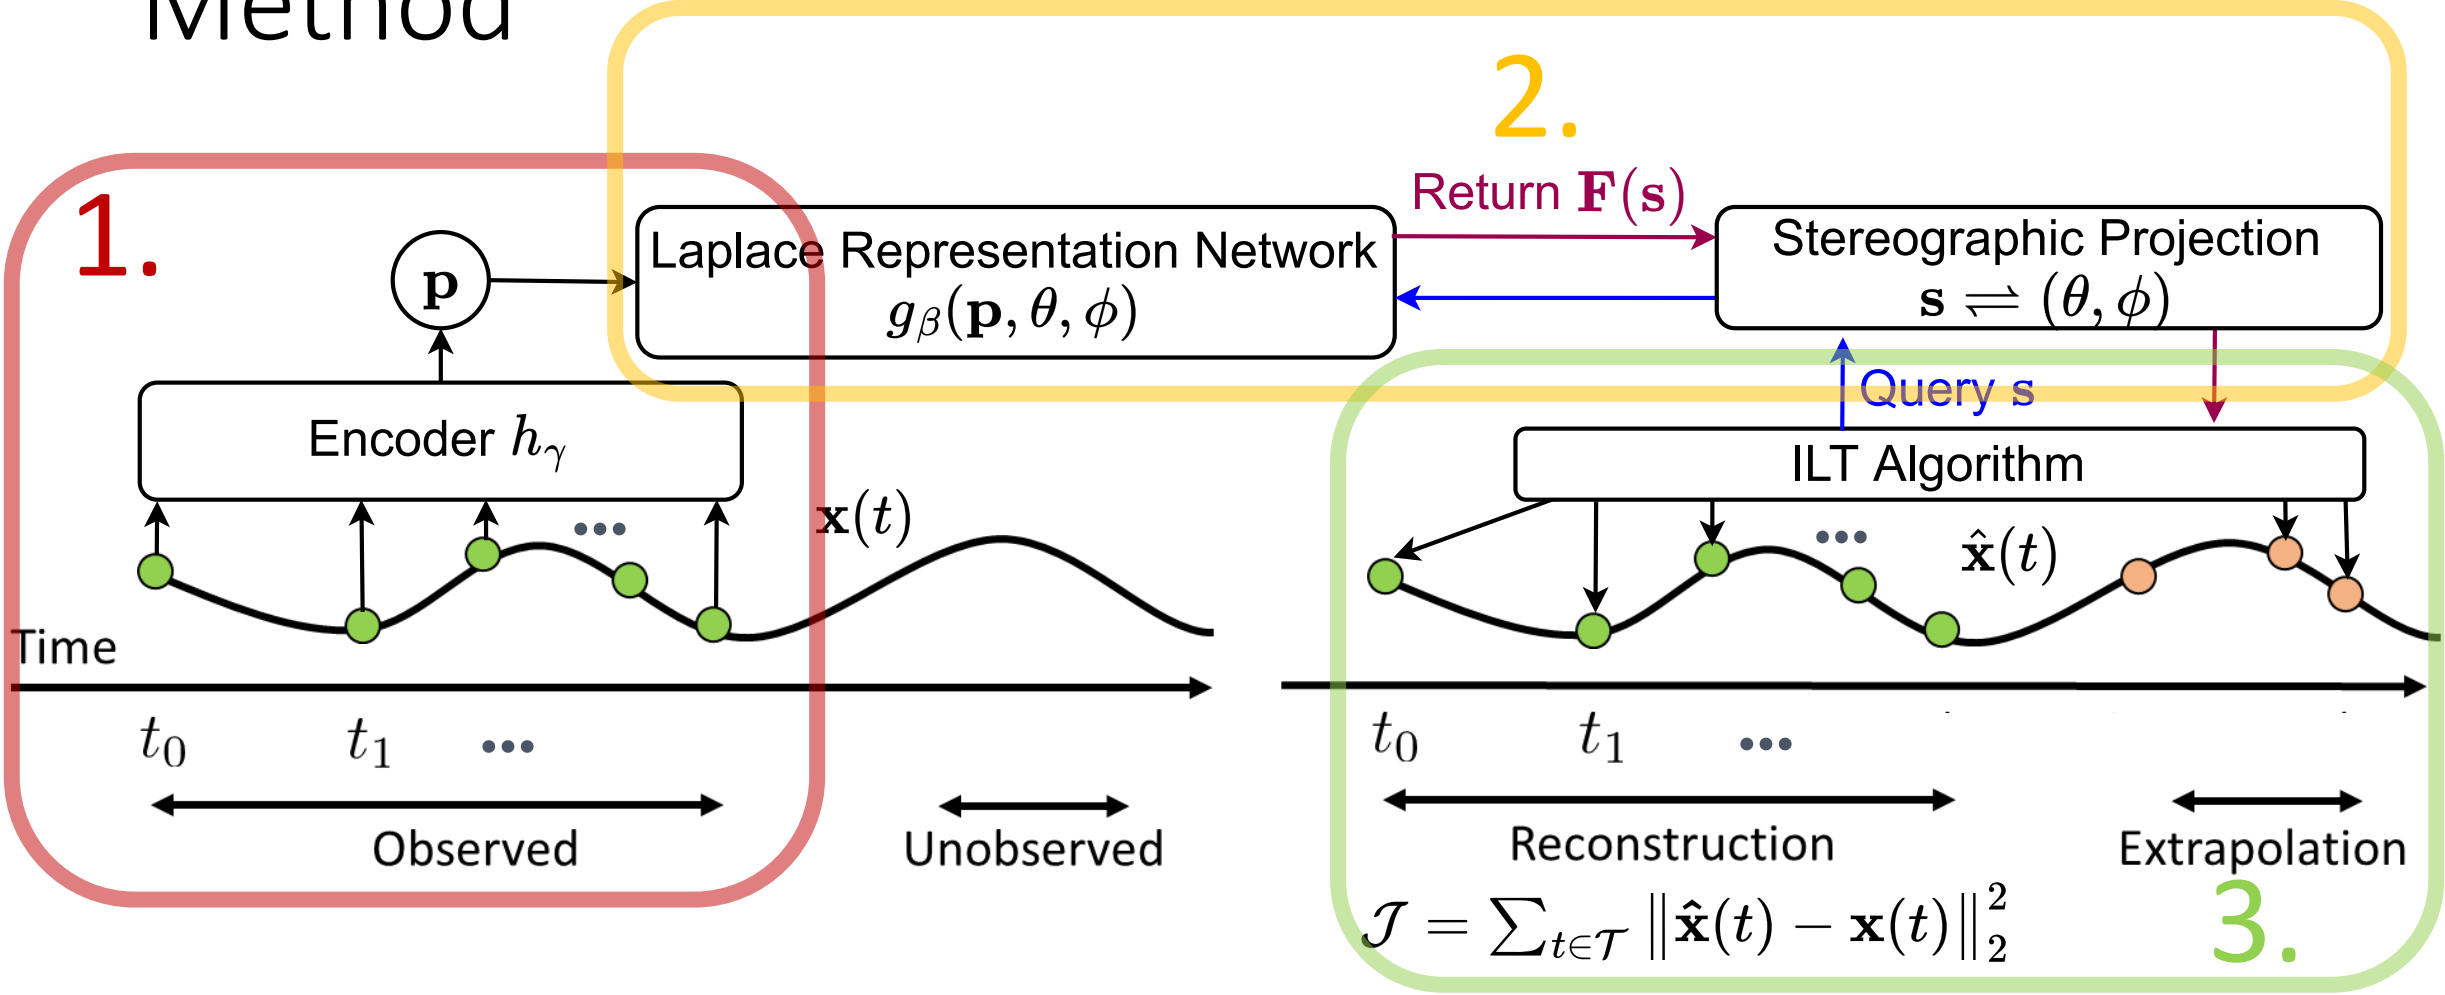 Method
2.
1.
Return F(s)
p
Laplace Representation Network
g_β(p, θ, ϕ)
Stereographic Projection
s ⇌ (θ, ϕ)
Query s
Encoder h_γ
ILT Algorithm
...
x(t)
...
x̂(t)
Time
t_0 t_1 ...
t_0 t_1 ...
Observed
Unobserved
Reconstruction
Extrapolation
𝒥 = ∑_{t∈𝒯} ‖x̂(t) − x(t)‖_2^2
3.